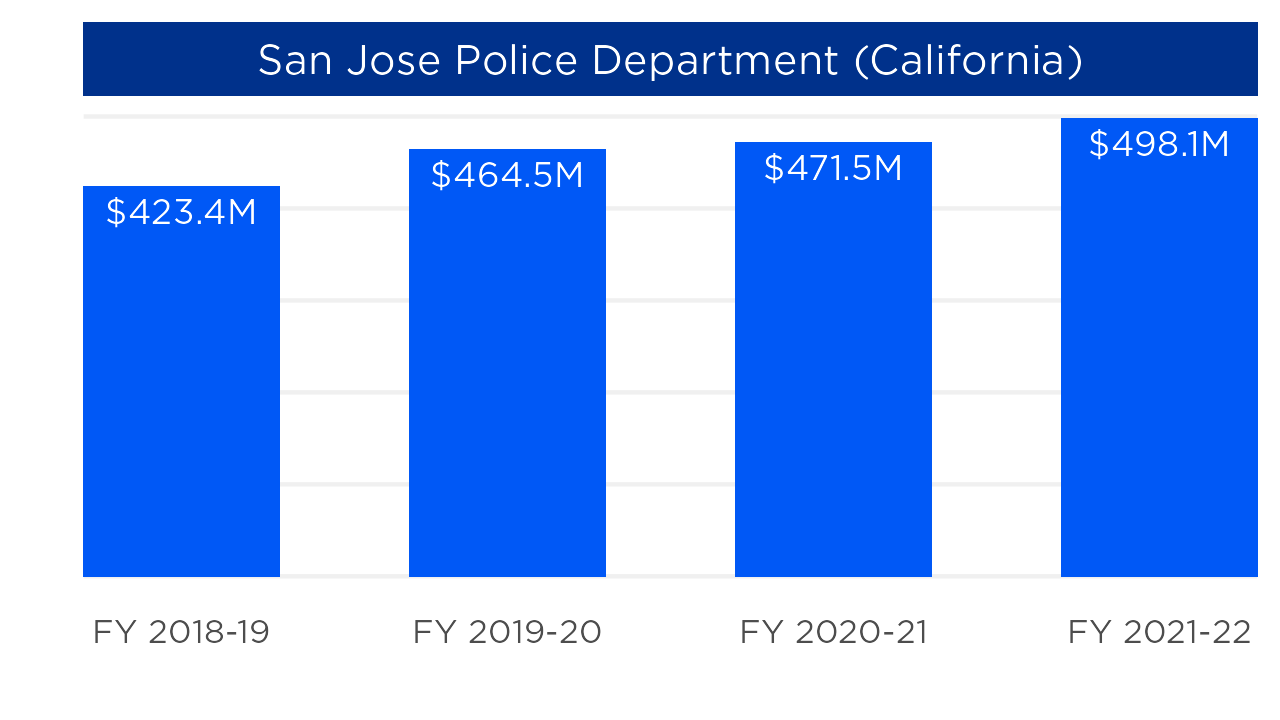 San Jose Police Department (California)
$423.4M
$464.5M
$471.5M
$498.1M
FY 2018-19
FY 2019-20
FY 2020-21
FY 2021-22